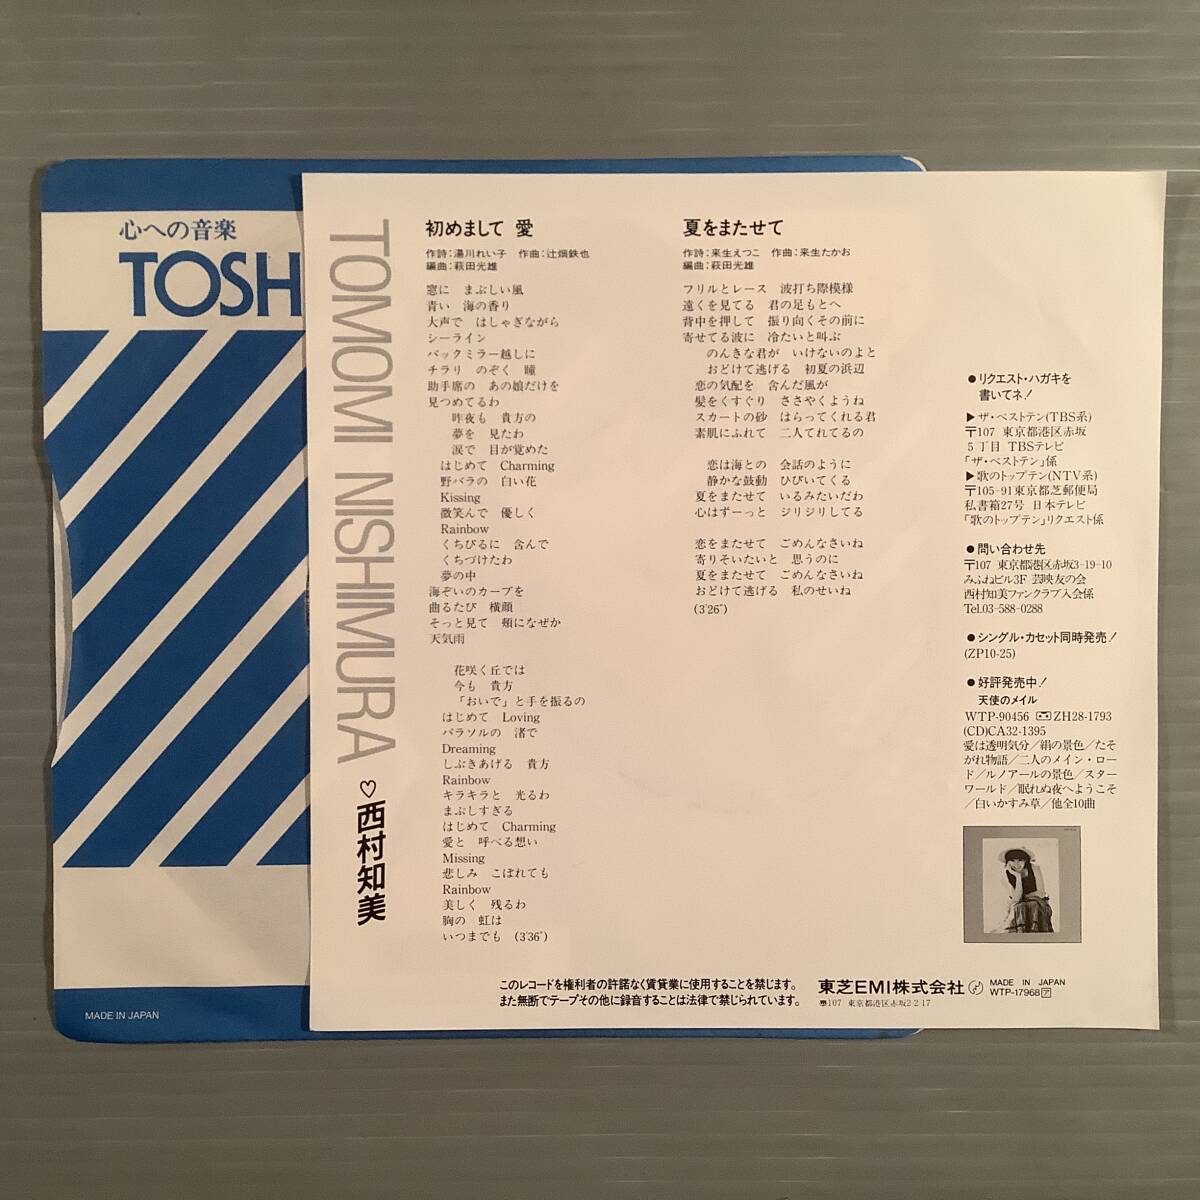 心への音楽
TOSH
MADE IN JAPAN
TOMOMI NISHIMURA
♡西村知美
初めまして 愛
作詩：湯川れい子 作曲：辻畑鉄也
編曲：萩田光雄
窓に まぶしい風
青い 海の香り
大声で はしゃぎながら
シーライン
バックミラー越しに
チラリ のぞく 瞳
助手席の あの娘だけを
見つめてるわ
昨夜も 貴方の
夢を 見たわ
涙で 目が覚めた
はじめて Charming
野バラの 白い花
Kissing
微笑んで 優しく
Rainbow
くちびるに 含んで
くちづけたわ
夢の中
海ぞいのカーブを
曲るたび 横顔
そっと見て 頬になぜか
天気雨
花咲く丘では
今も 貴方
「おいで」と手を振るの
はじめて Loving
パラソルの 渚で
Dreaming
しぶきあげる 貴方
Rainbow
キラキラと 光るわ
まぶしすぎる
はじめて Charming
愛と 呼べる想い
Missing
悲しみ こぼれても
Rainbow
美しく 残るわ
胸の 虹は
いつまでも (3′36″)
夏をまたせて
作詩：来生えつこ 作曲：来生たかお
編曲：萩田光雄
フリルとレース 波打ち際模様
遠くを見てる 君の足もとへ
背中を押して 振り向くその前に
寄せてる波に 冷たいと叫ぶ
のんきな君が いけないのよと
おどけて逃げる 初夏の浜辺
恋の気配を 含んだ風が
髪をくすぐり ささやくようね
スカートの砂 はらってくれる君
素肌にふれて 二人てれてるの
恋は海との 会話のように
静かな鼓動 ひびいてくる
夏をまたせて いるみたいだわ
心はずーっと ジリジリしてる
恋をまたせて ごめんなさいね
寄りそいたいと 思うのに
夏をまたせて ごめんなさいね
おどけて逃げる 私のせいね
(3′26″)
●リクエスト・ハガキを
書いてネ！
▶ザ・ベストテン(TBS系)
〒107 東京都港区赤坂
5丁目 TBSテレビ
「ザ・ベストテン」係
▶歌のトップテン(NTV系)
〒105-91東京都芝郵便局
私書箱27号 日本テレビ
「歌のトップテン」リクエスト係
●問い合わせ先
〒107 東京都港区赤坂3-19-10
みぶねビル3F 芸映友の会
西村知美ファンクラブ入会係
Tel.03-588-0288
●シングル・カセット同時発売！
(ZP10-25)
●好評発売中！
天使のメイル
WTP-90456 ZH28-1793
(CD)CA32-1395
愛は透明気分／絹の景色／たそ
がれ物語／二人のメイン・ロー
ド／ルノアールの景色／スター
ワールド／眠れぬ夜へようこそ
／白いかすみ草／他全10曲
このレコードを権利者の許諾なく賃貸業に使用することを禁じます。
また無断でテープその他に録音することは法律で禁じられています。
東芝EMI株式会社
〒107 東京都港区赤坂2-2-17
MADE IN JAPAN
WTP-17968 ア